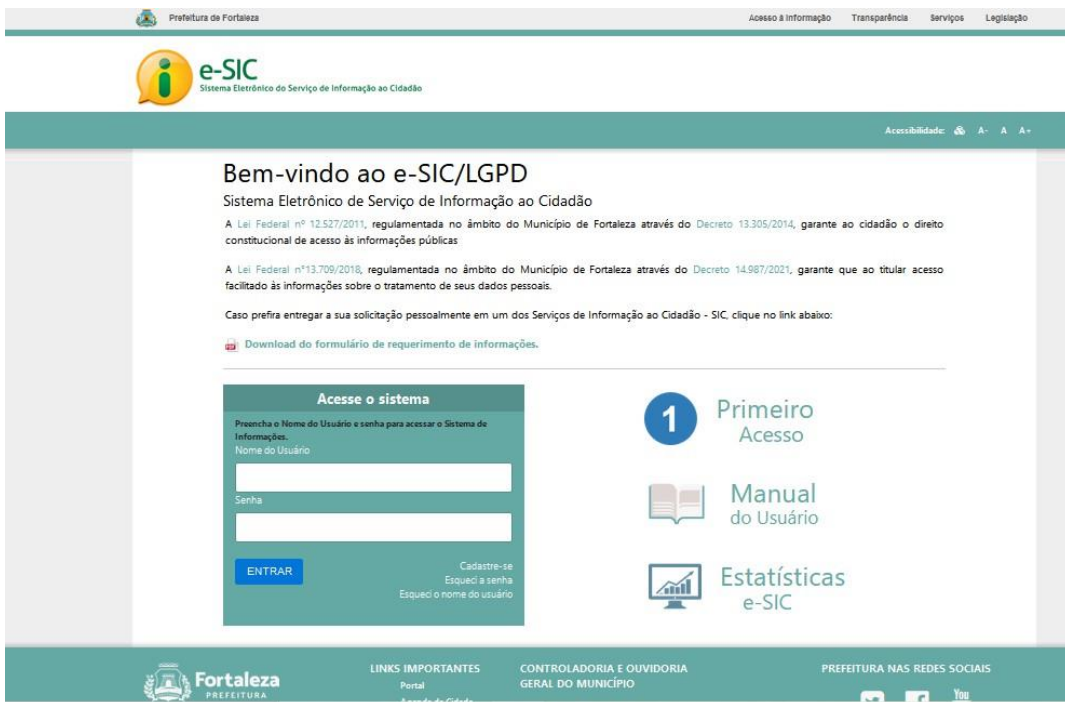 Prefeitura de Fortaleza
Acesso à Informação Transparência Serviços Legislação
i
e-SIC
Sistema Eletrônico do Serviço de Informação ao Cidadão
Acessibilidade: A- A A+
Bem-vindo ao e-SIC/LGPD
Sistema Eletrônico de Serviço de Informação ao Cidadão
A Lei Federal nº 12.527/2011, regulamentada no âmbito do Município de Fortaleza através do Decreto 13.305/2014, garante ao cidadão o direito
constitucional de acesso às informações públicas
A Lei Federal nº13.709/2018, regulamentada no âmbito do Município de Fortaleza através do Decreto 14.987/2021, garante que ao titular acesso
facilitado às informações sobre o tratamento de seus dados pessoais.
Caso prefira entregar a sua solicitação pessoalmente em um dos Serviços de Informação ao Cidadão - SIC, clique no link abaixo:
Download do formulário de requerimento de informações.
Acesse o sistema
Preencha o Nome do Usuário e senha para acessar o Sistema de
Informações.
Nome do Usuário
Senha
ENTRAR
Cadastre-se
Esqueci a senha
Esqueci o nome do usuário
1
Primeiro
Acesso
Manual
do Usuário
Estatísticas
e-SIC
Fortaleza
PREFEITURA
LINKS IMPORTANTES
Portal
CONTROLADORIA E OUVIDORIA
GERAL DO MUNICÍPIO
PREFEITURA NAS REDES SOCIAIS
You